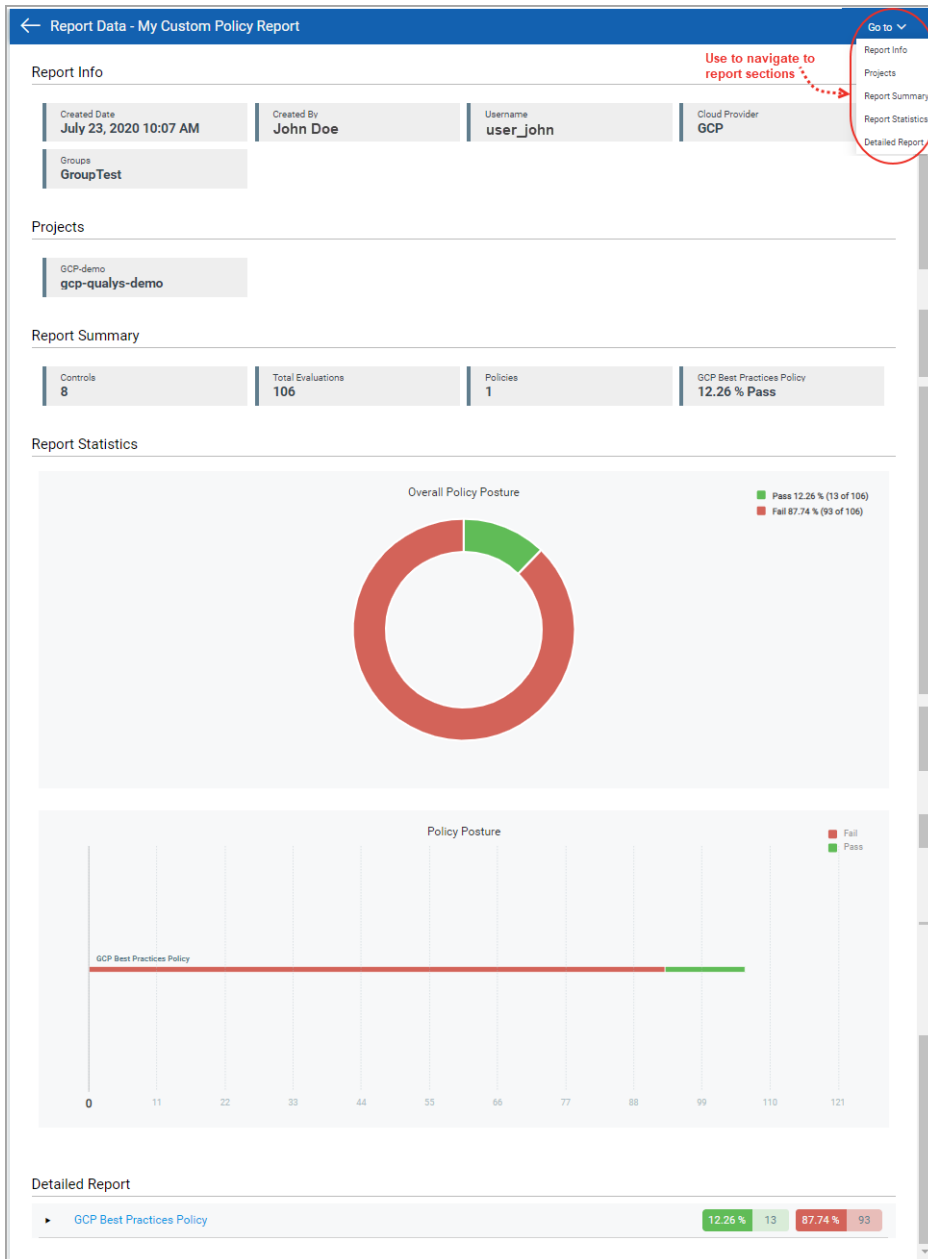 Report Data - My Custom Policy Report
Go to
Report Info
Projects
Report Summary
Report Statistics
Detailed Report
Use to navigate to
report sections
Report Info
Created Date
July 23, 2020 10:07 AM
Created By
John Doe
Username
user_john
Cloud Provider
GCP
Groups
GroupTest
Projects
GCP-demo
gcp-qualys-demo
Report Summary
Controls
8
Total Evaluations
106
Policies
1
GCP Best Practices Policy
12.26 % Pass
Report Statistics
Overall Policy Posture
Pass 12.26 % (13 of 106)
Fail 87.74 % (93 of 106)
Policy Posture
Fail
Pass
GCP Best Practices Policy
0 11 22 33 44 55 66 77 88 99 110 121
Detailed Report
GCP Best Practices Policy 12.26 % 13 87.74 % 93